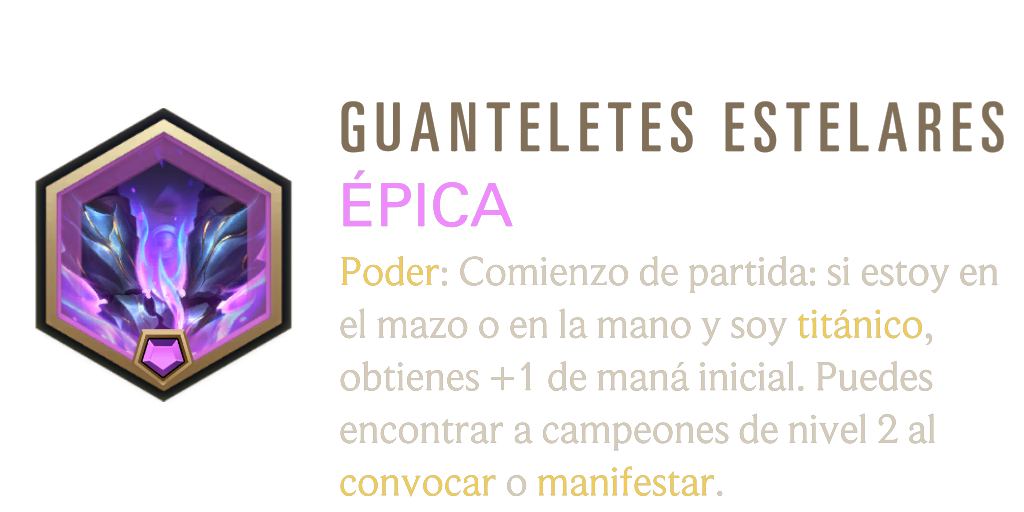 GUANTELETES ESTELARES
ÉPICA
Poder: Comienzo de partida: si estoy en
el mazo o en la mano y soy titánico,
obtienes +1 de maná inicial. Puedes
encontrar a campeones de nivel 2 al
convocar o manifestar.